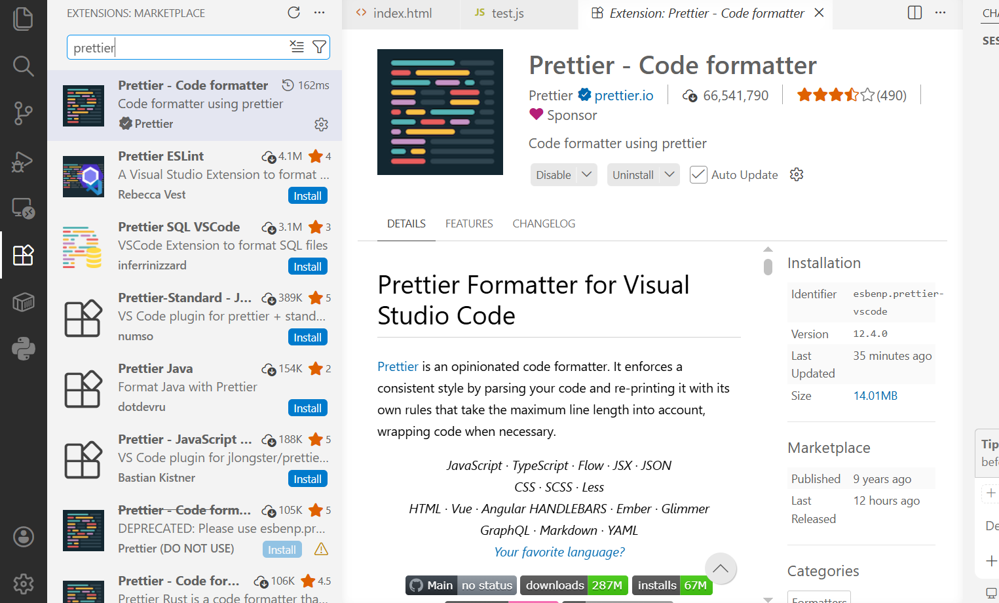 EXTENSIONS: MARKETPLACE
prettier
Prettier - Code formatter 162ms
Code formatter using prettier
Prettier
Prettier ESLint 4.1M 4
A Visual Studio Extension to format ...
Rebecca Vest Install
Prettier SQL VSCode 3.1M 3
VSCode Extension to format SQL files
inferrinizzard Install
Prettier-Standard - J... 389K 5
VS Code plugin for prettier + stand...
numso Install
Prettier Java 154K 2
Format Java with Prettier
dotdevru Install
Prettier - JavaScript ... 188K 5
VS Code plugin for jlongster/prettie...
Bastian Kistner Install
Prettier - Code form... 105K 5
DEPRECATED: Please use esbenp.pr...
Prettier (DO NOT USE) Install
Prettier - Code for... 106K 4.5
Prettier Rust is a code formatter tha...
index.html JS test.js Extension: Prettier - Code formatter
Prettier - Code formatter
Prettier prettier.io 66,541,790 (490)
Sponsor
Code formatter using prettier
Disable Uninstall Auto Update
DETAILS FEATURES CHANGELOG
Prettier Formatter for Visual
Studio Code
Prettier is an opinionated code formatter. It enforces a
consistent style by parsing your code and re-printing it with its
own rules that take the maximum line length into account,
wrapping code when necessary.
JavaScript · TypeScript · Flow · JSX · JSON
CSS · SCSS · Less
HTML · Vue · Angular HANDLEBARS · Ember · Glimmer
GraphQL · Markdown · YAML
Your favorite language?
Main no status downloads 287M installs 67M
Installation
Identifier esbenp.prettier-
vscode
Version 12.4.0
Last 35 minutes ago
Updated
Size 14.01MB
Marketplace
Published 9 years ago
Last 12 hours ago
Released
Categories
Formatters
CHA
SES
Tip
bef
De